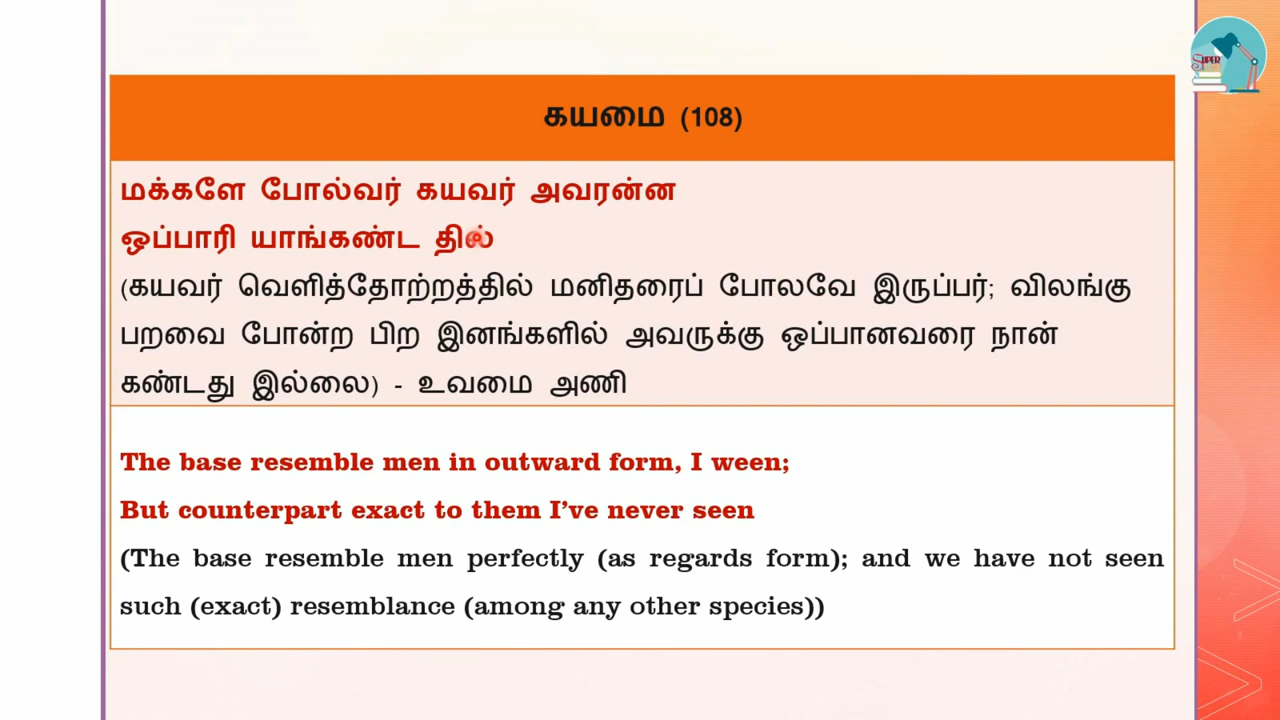 கயமை (108)
மக்களே போல்வர் கயவர் அவரன்ன
ஒப்பாரி யாங்கண்ட தில்
(கயவர் வெளித்தோற்றத்தில் மனிதரைப் போலவே இருப்பர்; விலங்கு
பறவை போன்ற பிற இனங்களில் அவருக்கு ஒப்பானவரை நான்
கண்டது இல்லை) - உவமை அணி
The base resemble men in outward form, I ween;
But counterpart exact to them I've never seen
(The base resemble men perfectly (as regards form); and we have not seen
such (exact) resemblance (among any other species))
SUPER